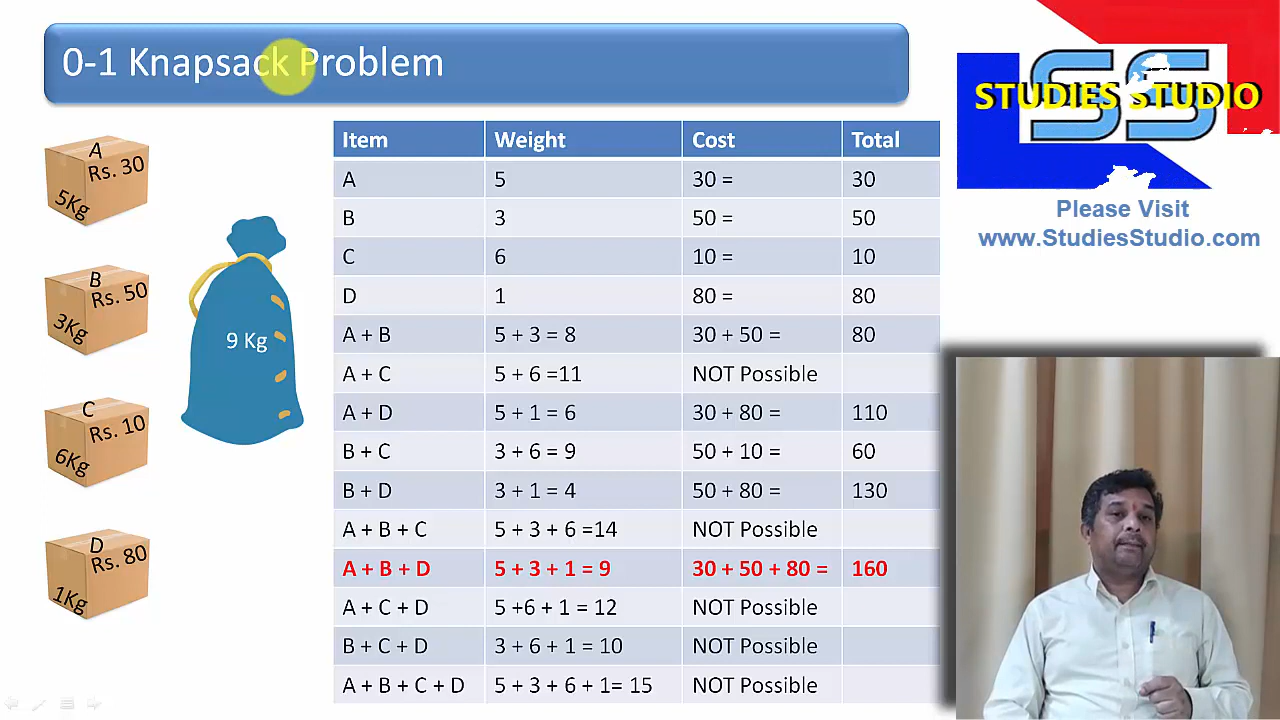 0-1 Knapsack Problem
A
Rs. 30
5Kg
B
Rs. 50
3Kg
C
Rs. 10
6Kg
D
Rs. 80
1Kg
9 Kg
Item Weight Cost Total
A 5 30 = 30
B 3 50 = 50
C 6 10 = 10
D 1 80 = 80
A + B 5 + 3 = 8 30 + 50 = 80
A + C 5 + 6 =11 NOT Possible
A + D 5 + 1 = 6 30 + 80 = 110
B + C 3 + 6 = 9 50 + 10 = 60
B + D 3 + 1 = 4 50 + 80 = 130
A + B + C 5 + 3 + 6 =14 NOT Possible
A + B + D 5 + 3 + 1 = 9 30 + 50 + 80 = 160
A + C + D 5 +6 + 1 = 12 NOT Possible
B + C + D 3 + 6 + 1 = 10 NOT Possible
A + B + C + D 5 + 3 + 6 + 1= 15 NOT Possible
SS
STUDIES STUDIO
Please Visit
www.StudiesStudio.com